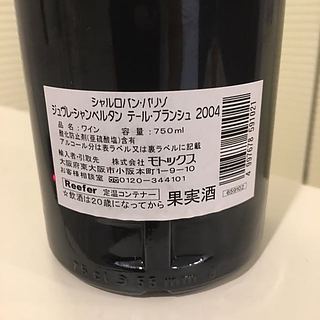 シャルロパン・パリゾ
ジュヴレ・シャンベルタン テール・ブランシュ 2004
品名：ワイン 容量：750ml
酸化防止剤(亜硫酸塩)含有
アルコール分は表ラベル又は裏ラベルに記載
輸入者・引取先 株式会社 モトックス
大阪府東大阪市小阪本町1-9-10
お客様相談室 0120-344101
Reefer 定温コンテナー
☆飲酒は20歳になってから
果実酒
659102